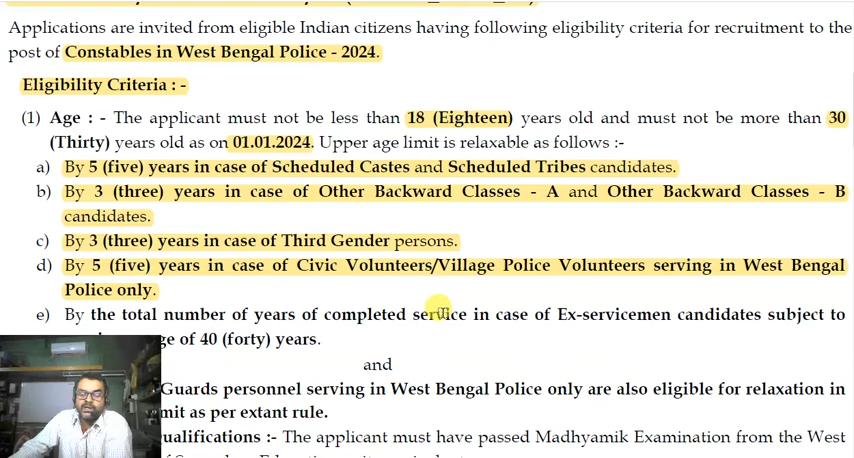 Applications are invited from eligible Indian citizens having following eligibility criteria for recruitment to the
post of Constables in West Bengal Police - 2024.
Eligibility Criteria : -
(1) Age : - The applicant must not be less than 18 (Eighteen) years old and must not be more than 30
(Thirty) years old as on 01.01.2024. Upper age limit is relaxable as follows :-
a) By 5 (five) years in case of Scheduled Castes and Scheduled Tribes candidates.
b) By 3 (three) years in case of Other Backward Classes - A and Other Backward Classes - B
candidates.
c) By 3 (three) years in case of Third Gender persons.
d) By 5 (five) years in case of Civic Volunteers/Village Police Volunteers serving in West Bengal
Police only.
e) By the total number of years of completed service in case of Ex-servicemen candidates subject to
of 40 (forty) years.
and
Guards personnel serving in West Bengal Police only are also eligible for relaxation in
as per extant rule.
:- The applicant must have passed Madhyamik Examination from the West